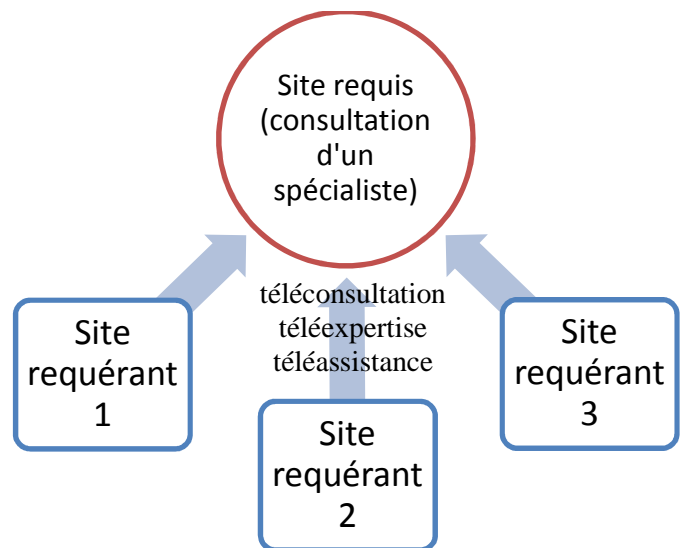 Site requis
(consultation
d'un
spécialiste)
téléconsultation
téléexpertise
téléassistance
Site
requérant
1
Site
requérant
2
Site
requérant
3